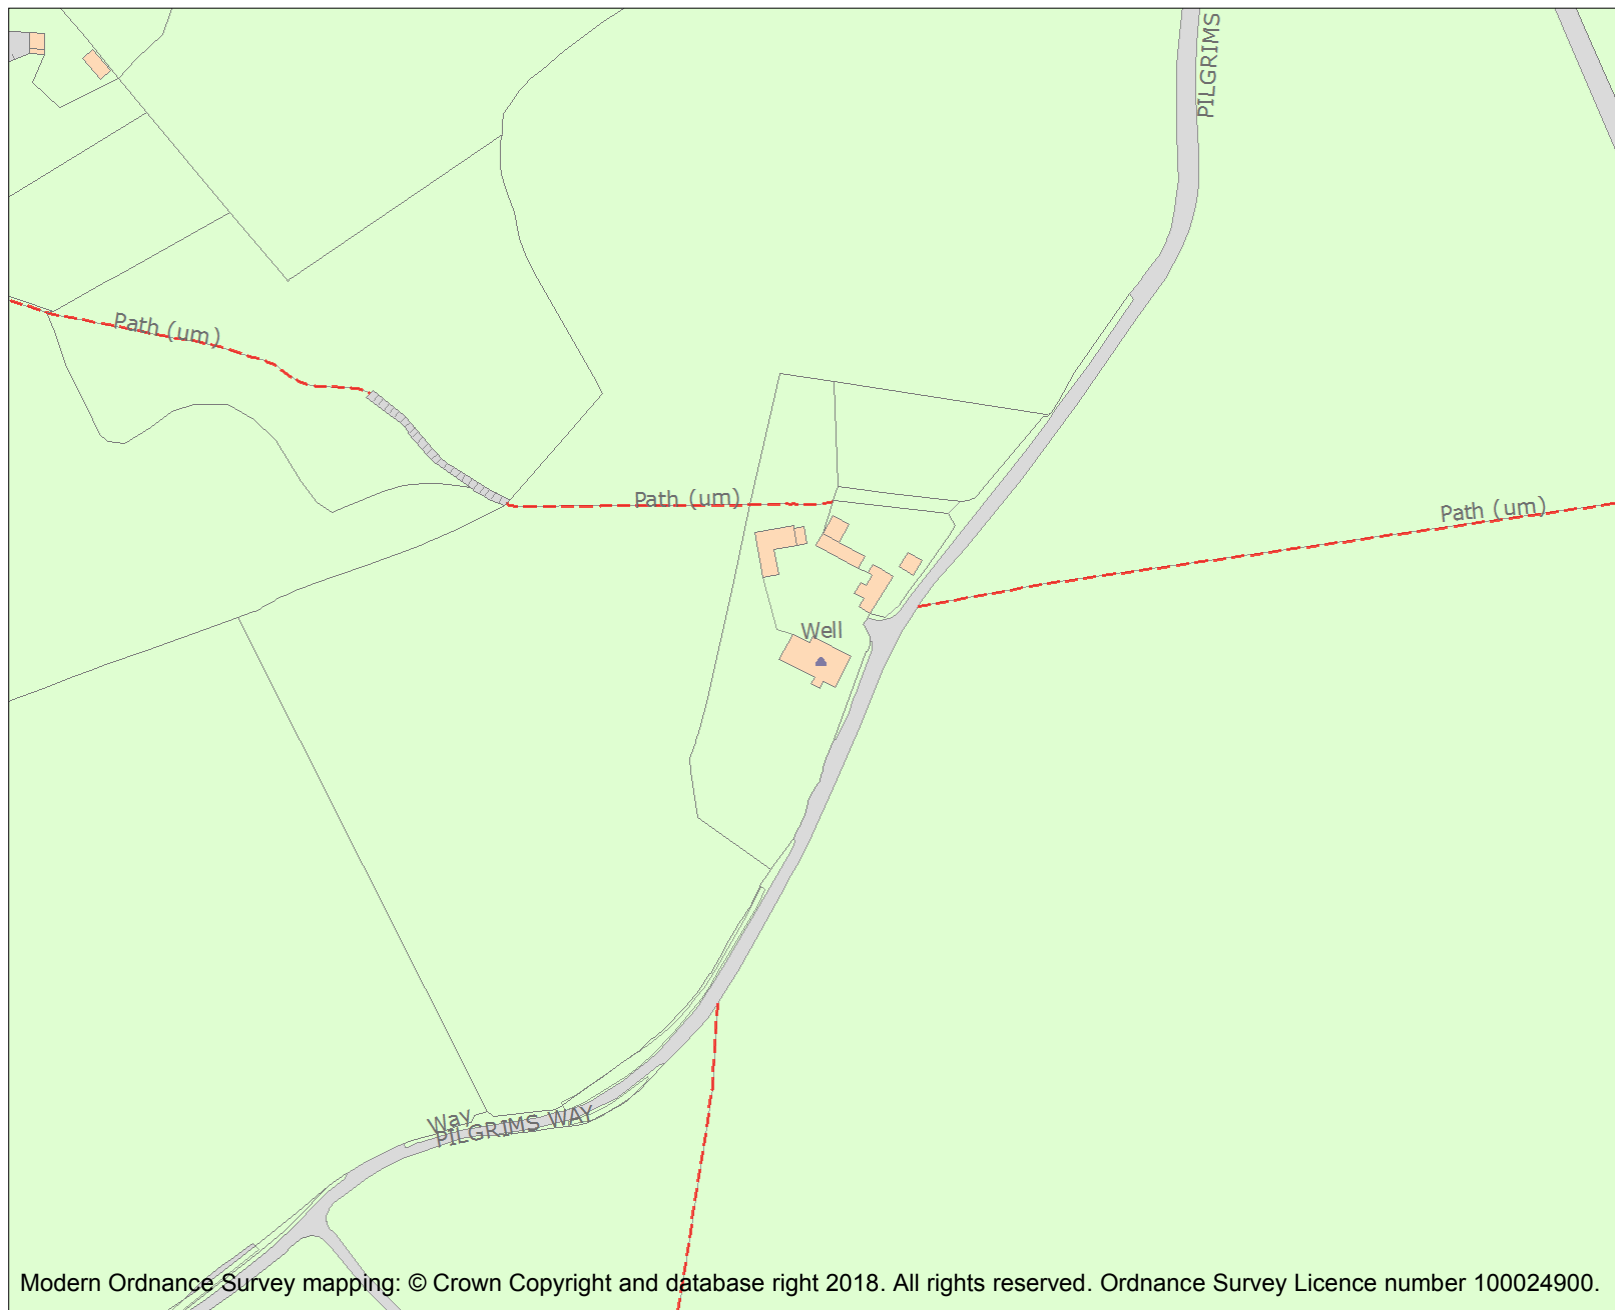 PILGRIMS
Path (um)
Path (um)
Path (um)
Well
Way
PILGRIMS WAY
Modern Ordnance Survey mapping: © Crown Copyright and database right 2018. All rights reserved. Ordnance Survey Licence number 100024900.